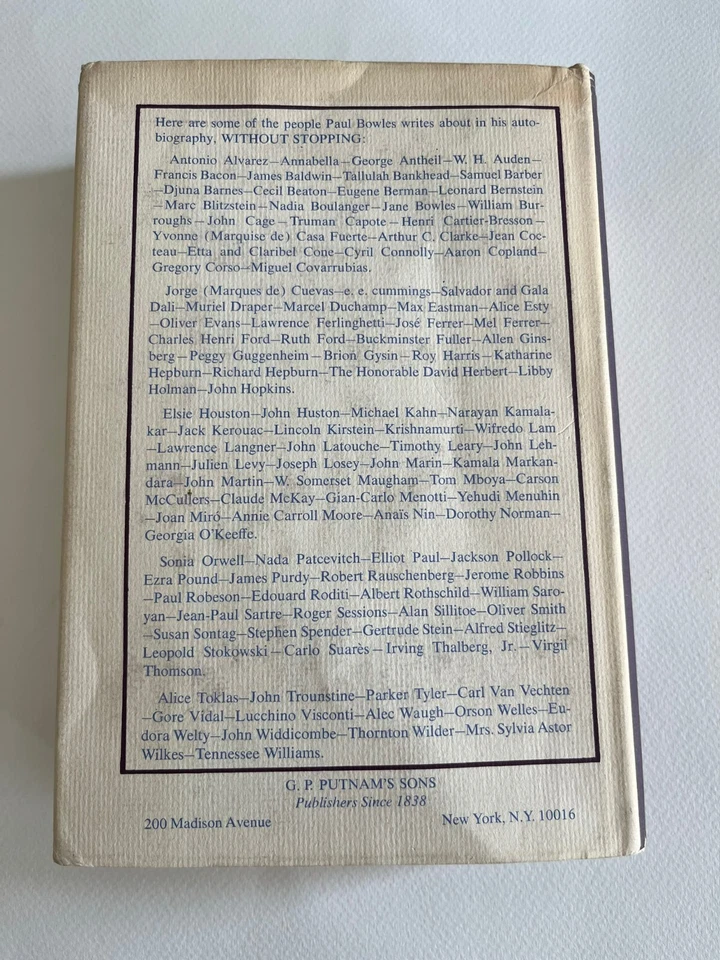 Here are some of the people Paul Bowles writes about in his auto-
biography, WITHOUT STOPPING:
Antonio Alvarez—Annabella—George Antheil—W. H. Auden—
Francis Bacon—James Baldwin—Tallulah Bankhead—Samuel Barber
—Djuna Barnes—Cecil Beaton—Eugene Berman—Leonard Bernstein
—Marc Blitzstein—Nadia Boulanger—Jane Bowles—William Bur-
roughs—John Cage—Truman Capote—Henri Cartier-Bresson—
Yvonne (Marquise de) Casa Fuerte—Arthur C. Clarke—Jean Coc-
teau—Etta and Claribel Cone—Cyril Connolly—Aaron Copland—
Gregory Corso—Miguel Covarrubias.
Jorge (Marques de) Cuevas—e. e. cummings—Salvador and Gala
Dali—Muriel Draper—Marcel Duchamp—Max Eastman—Alice Esty
—Oliver Evans—Lawrence Ferlinghetti—José Ferrer—Mel Ferrer—
Charles Henri Ford—Ruth Ford—Buckminster Fuller—Allen Gins-
berg—Peggy Guggenheim—Brion Gysin—Roy Harris—Katharine
Hepburn—Richard Hepburn—The Honorable David Herbert—Libby
Holman—John Hopkins.
Elsie Houston—John Huston—Michael Kahn—Narayan Kamala-
kar—Jack Kerouac—Lincoln Kirstein—Krishnamurti—Wifredo Lam
—Lawrence Langner—John Latouche—Timothy Leary—John Leh-
mann—Julien Levy—Joseph Losey—John Marin—Kamala Markan-
dara—John Martin—W. Somerset Maugham—Tom Mboya—Carson
McCullers—Claude McKay—Gian-Carlo Menotti—Yehudi Menuhin
—Joan Miró—Annie Carroll Moore—Anaïs Nin—Dorothy Norman—
Georgia O'Keeffe.
Sonia Orwell—Nada Patcevitch—Elliot Paul—Jackson Pollock—
Ezra Pound—James Purdy—Robert Rauschenberg—Jerome Robbins
—Paul Robeson—Edouard Roditi—Albert Rothschild—William Saro-
yan—Jean-Paul Sartre—Roger Sessions—Alan Sillitoe—Oliver Smith
—Susan Sontag—Stephen Spender—Gertrude Stein—Alfred Stieglitz—
Leopold Stokowski—Carlo Suarès—Irving Thalberg, Jr.—Virgil
Thomson.
Alice Toklas—John Trounstine—Parker Tyler—Carl Van Vechten
—Gore Vidal—Lucchino Visconti—Alec Waugh—Orson Welles—Eu-
dora Welty—John Widdicombe—Thornton Wilder—Mrs. Sylvia Astor
Wilkes—Tennessee Williams.
G. P. PUTNAM'S SONS
Publishers Since 1838
200 Madison Avenue New York, N.Y. 10016